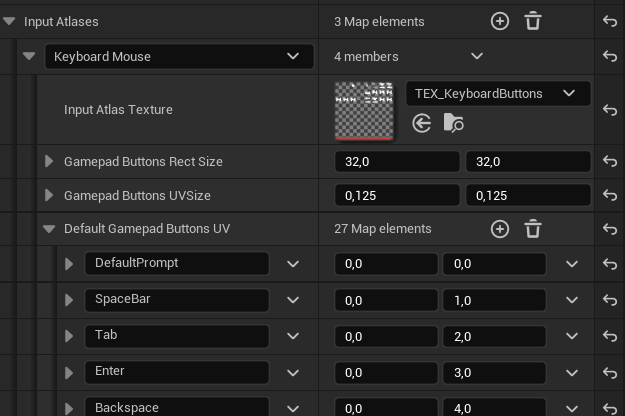 Input Atlases 3 Map elements
Keyboard Mouse 4 members
Input Atlas Texture TEX_KeyboardButtons
Gamepad Buttons Rect Size 32,0 32,0
Gamepad Buttons UVSize 0,125 0,125
Default Gamepad Buttons UV 27 Map elements
DefaultPrompt 0,0 0,0
SpaceBar 0,0 1,0
Tab 0,0 2,0
Enter 0,0 3,0
Backspace 0,0 4,0